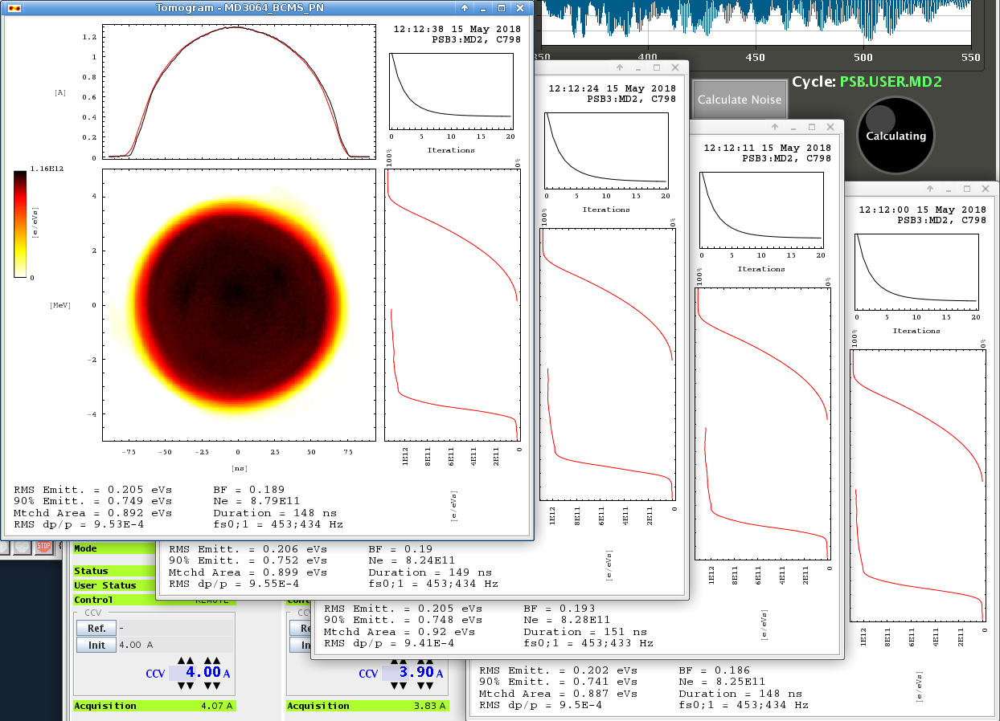 Tomogram - MD3064_BCMS_PN
12:12:38 15 May 2018
PSB3:MD2, C798
1.2
1
0.8
0.6
0.4
0.2
0
[A]
0 5 10 15 20
Iterations
100% 0%
1.16E12
[e/eVs]
0
4
2
0
-2
-4
[MeV]
-75 -50 -25 0 25 50 75
[ns]
1E12 8E11 6E11 4E11 2E11 0
[e/eVs]
RMS Emitt. = 0.205 eVs BF = 0.189
90% Emitt. = 0.749 eVs Ne = 8.79E11
Mtchd Area = 0.892 eVs Duration = 148 ns
RMS dp/p = 9.53E-4 fs0;1 = 453;434 Hz
12:12:24 15 May 2018
PSB3:MD2, C798
0 5 10 15 20
Iterations
100% 0%
1E12 8E11 6E11 4E11 2E11 0
[e/eVs]
RMS Emitt. = 0.206 eVs BF = 0.19
90% Emitt. = 0.752 eVs Ne = 8.24E11
Mtchd Area = 0.899 eVs Duration = 149 ns
RMS dp/p = 9.55E-4 fs0;1 = 453;434 Hz
12:12:11 15 May 2018
PSB3:MD2, C798
0 5 10 15 20
Iterations
100% 0%
1E12 8E11 6E11 4E11 2E11 0
[e/eVs]
RMS Emitt. = 0.205 eVs BF = 0.193
90% Emitt. = 0.748 eVs Ne = 8.28E11
Mtchd Area = 0.92 eVs Duration = 151 ns
RMS dp/p = 9.41E-4 fs0;1 = 453;433 Hz
12:12:00 15 May 2018
PSB3:MD2, C798
0 5 10 15 20
Iterations
100% 0%
1E12 8E11 6E11 4E11 2E11 0
[e/eVs]
RMS Emitt. = 0.202 eVs BF = 0.186
90% Emitt. = 0.741 eVs Ne = 8.25E11
Mtchd Area = 0.887 eVs Duration = 148 ns
RMS dp/p = 9.5E-4 fs0;1 = 453;434 Hz
400 450 500 550
Cycle: PSB.USER.MD2
Calculate Noise
Calculating
STOP
Mode
Status
User Status
Control REMOTE
CCV
Ref. -
Init 4.00 A
CCV 4.00 A
Acquisition 4.07 A
CCV
CCV 3.90 A
Acquisition 3.83 A